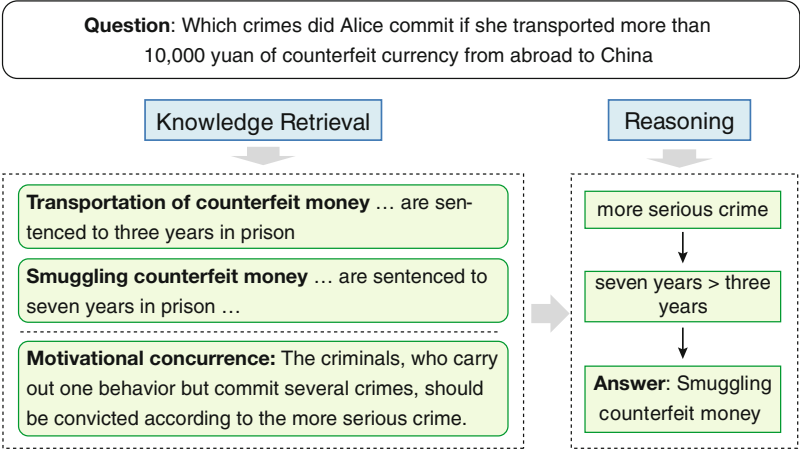 Question: Which crimes did Alice commit if she transported more than
10,000 yuan of counterfeit currency from abroad to China
Knowledge Retrieval
Transportation of counterfeit money … are sen-
tenced to three years in prison
Smuggling counterfeit money … are sentenced to
seven years in prison …
Motivational concurrence: The criminals, who carry
out one behavior but commit several crimes, should
be convicted according to the more serious crime.
Reasoning
more serious crime
seven years > three
years
Answer: Smuggling
counterfeit money